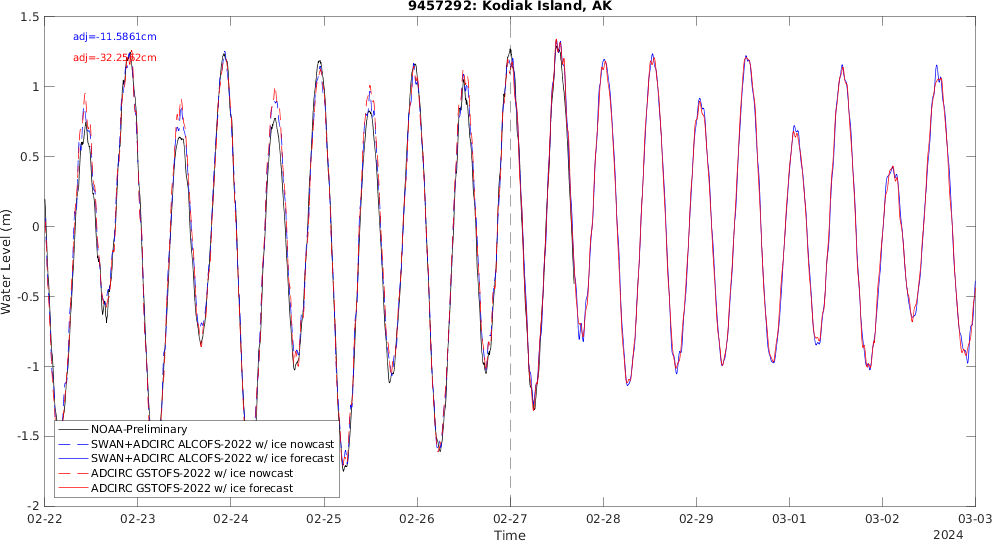 9457292: Kodiak Island, AK
adj=-11.5861cm
adj=-32.2562cm
1.5
1
0.5
0
-0.5
-1
-1.5
-2
Water Level (m)
NOAA-Preliminary
SWAN+ADCIRC ALCOFS-2022 w/ ice nowcast
SWAN+ADCIRC ALCOFS-2022 w/ ice forecast
ADCIRC GSTOFS-2022 w/ ice nowcast
ADCIRC GSTOFS-2022 w/ ice forecast
02-22 02-23 02-24 02-25 02-26 02-27 02-28 02-29 03-01 03-02 03-03
Time
2024